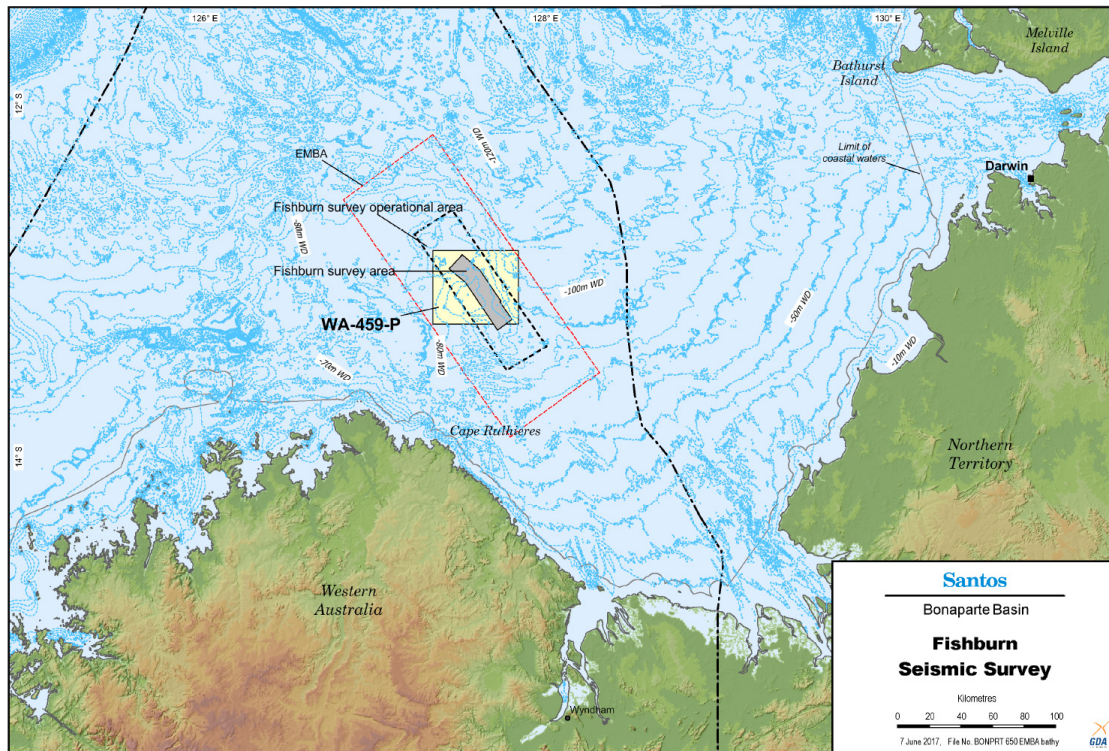 126° E
128° E
130° E
Melville
Island
Bathurst
Island
12° S
-120m WD
EMBA
Limit of
coastal waters
Darwin
Fishburn survey operational area
-80m WD
Fishburn survey area
-100m WD
WA-459-P
-50m WD
-80m WD
-10m WD
-70m WD
Cape Rulhieres
14° S
Northern
Territory
Western
Australia
Wyndham
Santos
Bonaparte Basin
Fishburn
Seismic Survey
Kilometres
0 20 40 60 80 100
7 June 2017, File No. BONPRT 650 EMBA bathy
GDA